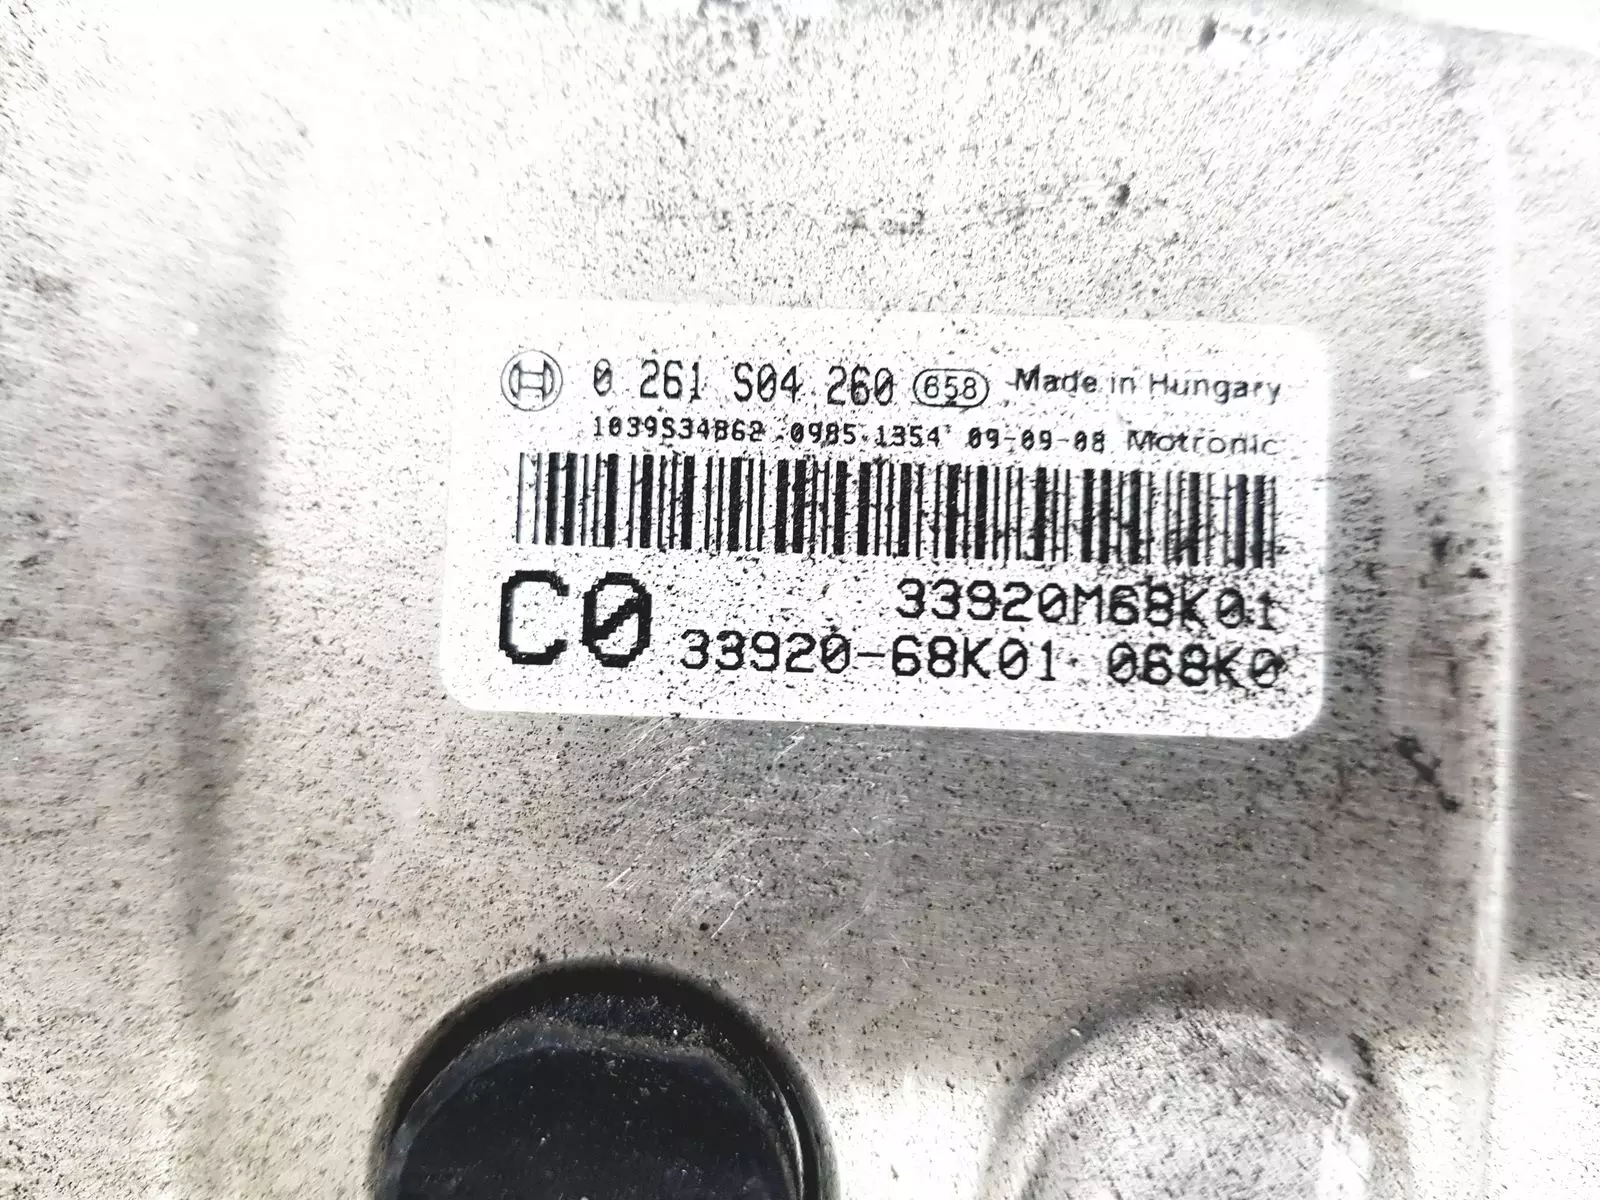 0 261 S04 260 658 Made in Hungary
1039S34862 0985 1354 09-09-08 Motronic
C0 33920M68K01
33920-68K01 068K0